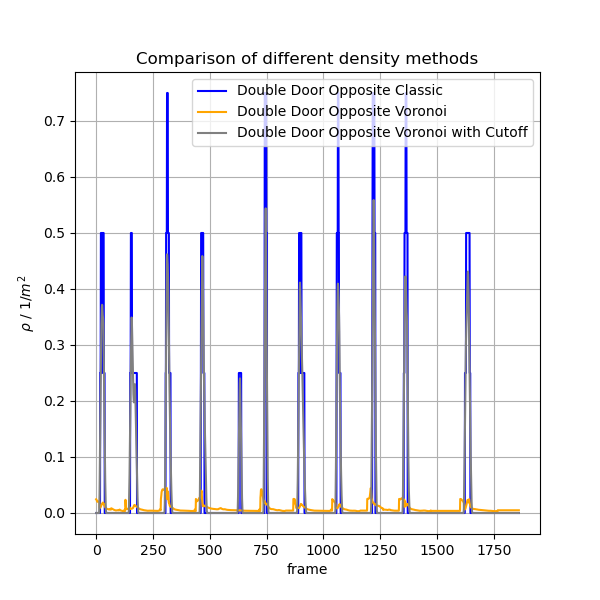 Comparison of different density methods
Double Door Opposite Classic
Double Door Opposite Voronoi
Double Door Opposite Voronoi with Cutoff
0.7
0.6
0.5
0.4
0.3
0.2
0.1
0.0
ρ / 1/m²
0 250 500 750 1000 1250 1500 1750
frame